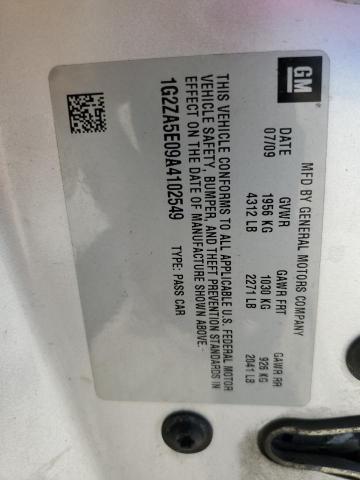 GM
MFD BY GENERAL MOTORS COMPANY
DATE GVWR GAWR FRT GAWR RR
07/09 1956 KG 1030 KG 926 KG
4312 LB 2271 LB 2041 LB
THIS VEHICLE CONFORMS TO ALL APPLICABLE U.S. FEDERAL MOTOR
VEHICLE SAFETY, BUMPER, AND THEFT PREVENTION STANDARDS IN
EFFECT ON THE DATE OF MANUFACTURE SHOWN ABOVE.
1G2ZA5E09A4102549 TYPE: PASS CAR